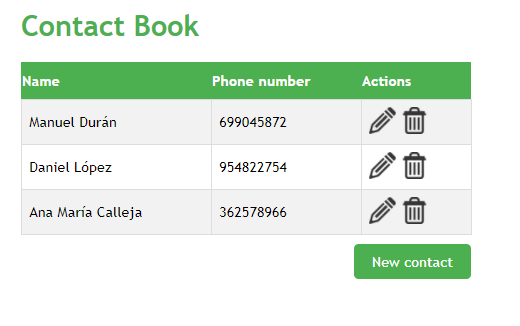 Contact Book
Name Phone number Actions
Manuel Durán 699045872
Daniel López 954822754
Ana María Calleja 362578966
New contact